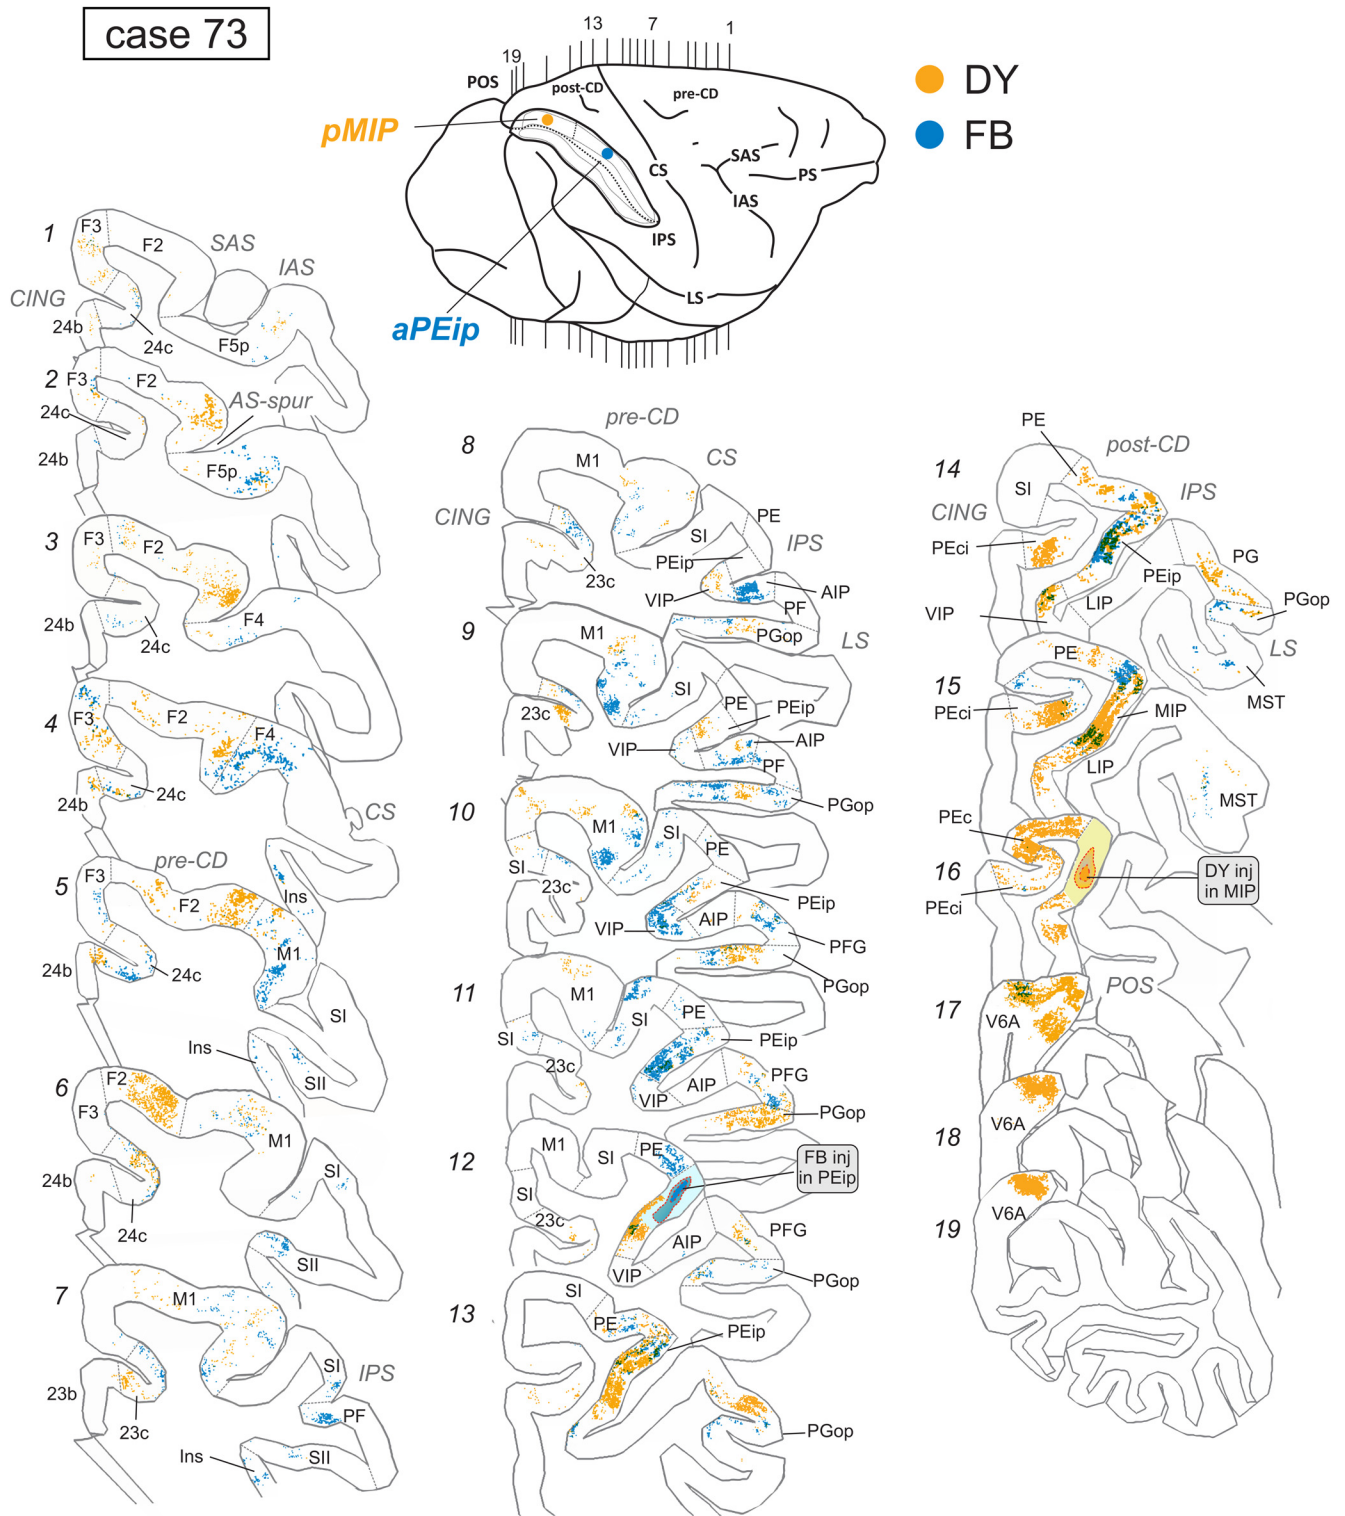 case 73
13 7 1
19
POS
post-CD
pre-CD
DY
FB
pMIP
CS
SAS
PS
IAS
IPS
LS
aPEip
1
F3
F2
SAS
IAS
CING
24b
24c
F5p
2
F3
F2
AS-spur
24c
24b
F5p
3
F3
F2
F4
24b
24c
4
F3
F2
F4
24b
24c
CS
pre-CD
5
F3
F2
Ins
M1
24b
24c
SI
Ins
SII
6
F2
F3
M1
24b
24c
SI
SII
7
M1
SI
IPS
23b
23c
PF
Ins
SII
pre-CD
8
M1
CS
CING
SI
PE
IPS
PEip
23c
VIP
AIP
PF
PGop
LS
9
M1
SI
PE
PEip
23c
VIP
AIP
PF
PGop
10
M1
SI
PE
SI
23c
PEip
VIP
AIP
PFG
PGop
11
M1
SI
PE
SI
PEip
23c
AIP
PFG
VIP
PGop
12
M1
SI
PE
FB inj
in PEip
SI
23c
PFG
AIP
VIP
PGop
13
SI
PE
PEip
PGop
PE
post-CD
14
SI
IPS
CING
PEci
PG
PEip
PGop
VIP
LIP
LS
MST
15
PE
PEci
MIP
LIP
MST
PEc
16
DY inj
in MIP
PEci
17
POS
V6A
18
V6A
19
V6A